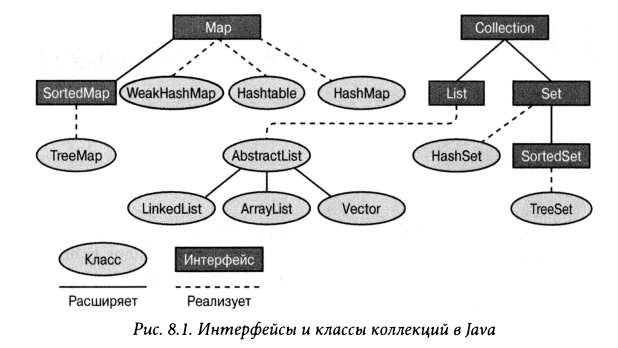 Map
Collection
SortedMap
WeakHashMap
Hashtable
HashMap
List
Set
TreeMap
AbstractList
HashSet
SortedSet
LinkedList
ArrayList
Vector
TreeSet
Класс
Интерфейс
Расширяет
Реализует
Рис. 8.1. Интерфейсы и классы коллекций в Java